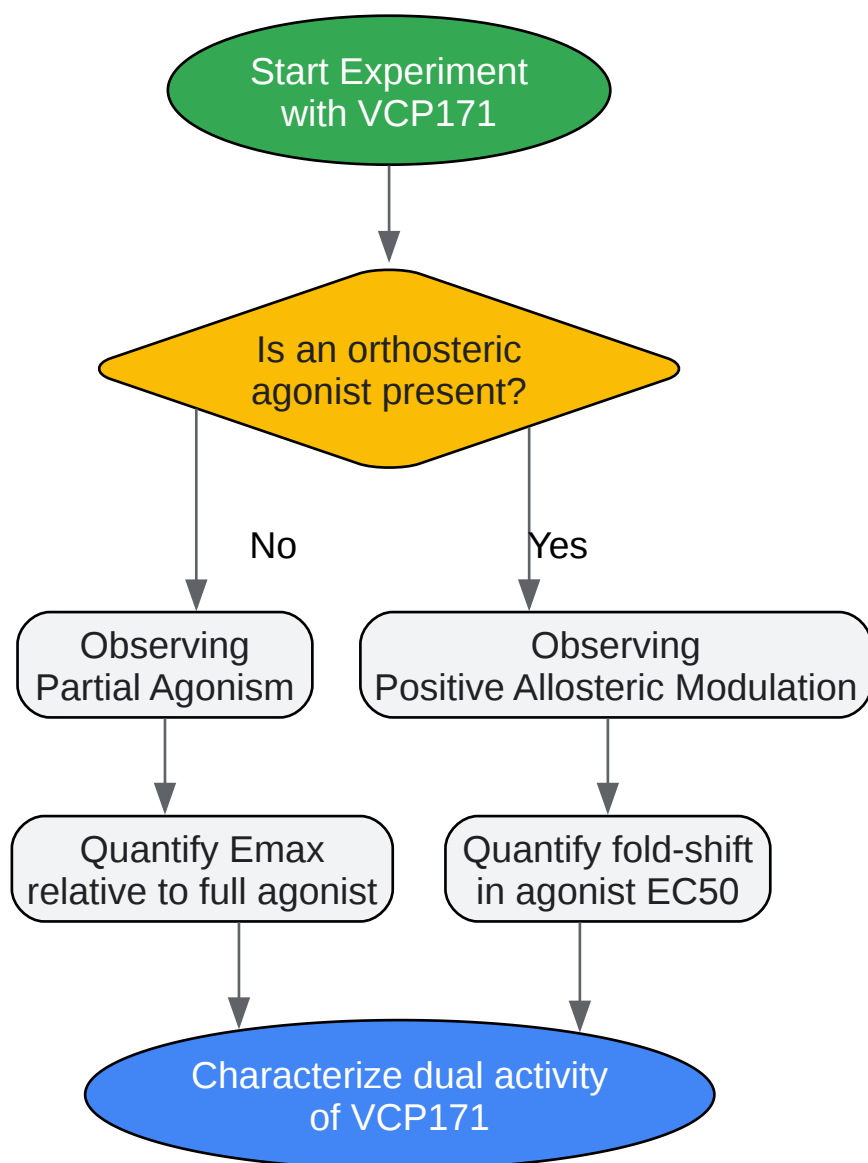 Start Experiment
with VCP171
Is an orthosteric
agonist present?
No
Yes
Observing
Partial Agonism
Observing
Positive Allosteric Modulation
Quantify Emax
relative to full agonist
Quantify fold-shift
in agonist EC50
Characterize dual activity
of VCP171